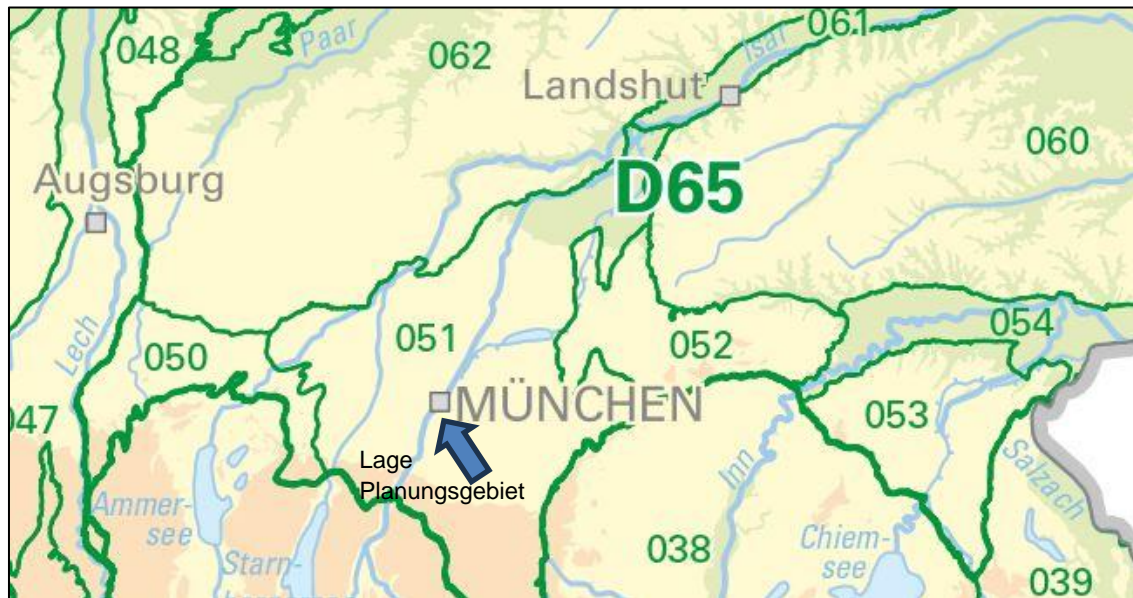 048
Paar
062
Isar
061
Landshut
060
Augsburg
D65
Lech
050
051
052
054
MÜNCHEN
047
053
Lage
Planungsgebiet
Inn
Salzach
Ammer-
see
038
Chiem-
see
Starn-
039